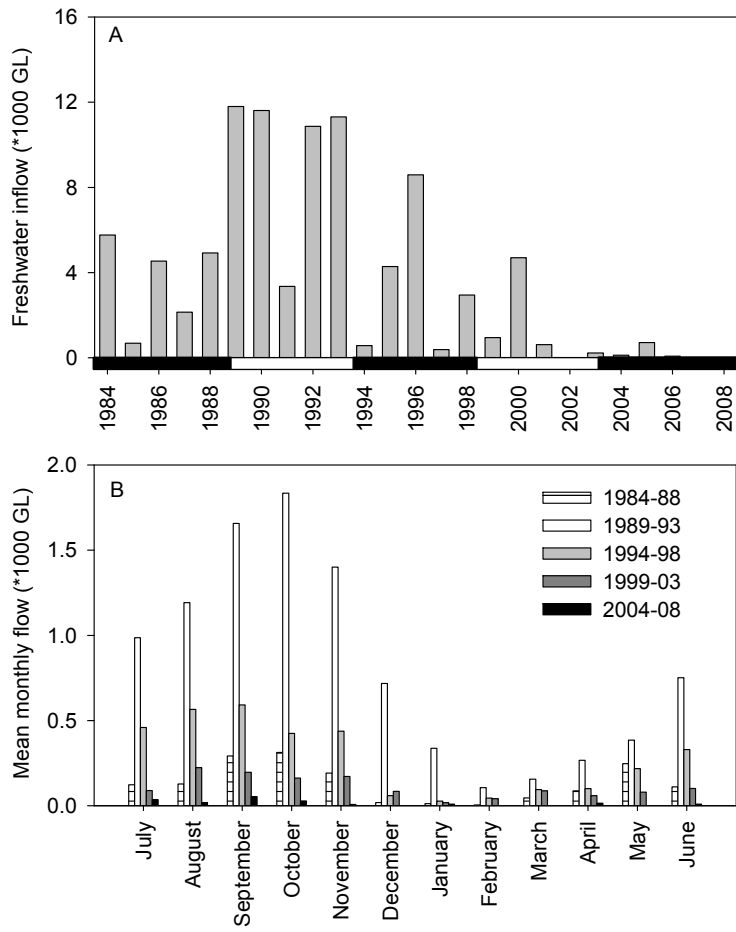 A
Freshwater inflow (*1000 GL)
16
12
8
4
0
1984
1986
1988
1990
1992
1994
1996
1998
2000
2002
2004
2006
2008
B
Mean monthly flow (*1000 GL)
2.0
1.5
1.0
0.5
0.0
1984-88
1989-93
1994-98
1999-03
2004-08
July
August
September
October
November
December
January
February
March
April
May
June